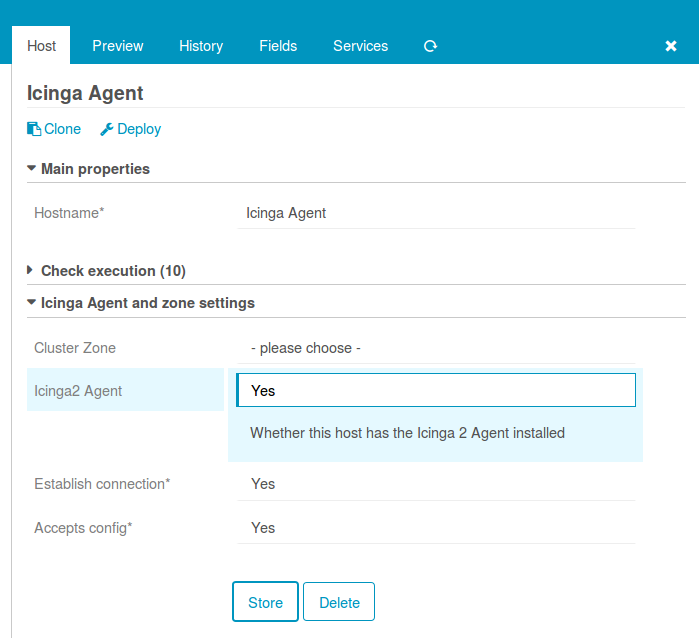 Host Preview History Fields Services
Icinga Agent
Clone Deploy
Main properties
Hostname* Icinga Agent
Check execution (10)
Icinga Agent and zone settings
Cluster Zone - please choose -
Icinga2 Agent Yes
Whether this host has the Icinga 2 Agent installed
Establish connection* Yes
Accepts config* Yes
Store Delete